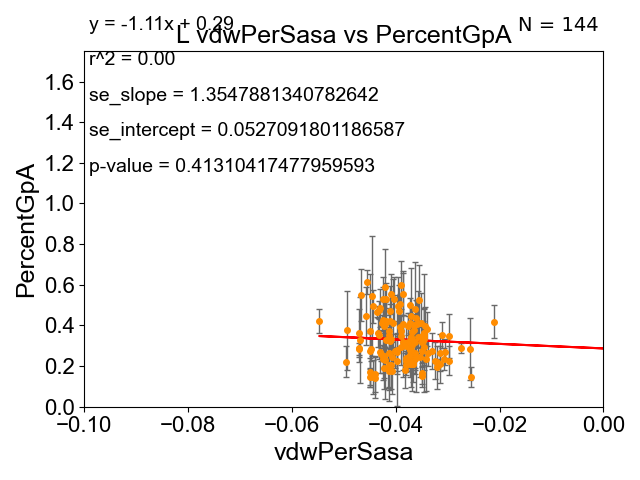 y = -1.11x + 0.29
N = 144
L vdwPerSasa vs PercentGpA
r^2 = 0.00
se_slope = 1.3547881340782642
se_intercept = 0.0527091801186587
p-value = 0.41310417477959593
PercentGpA
1.6
1.4
1.2
1.0
0.8
0.6
0.4
0.2
0.0
−0.10
−0.08
−0.06
−0.04
−0.02
0.00
vdwPerSasa